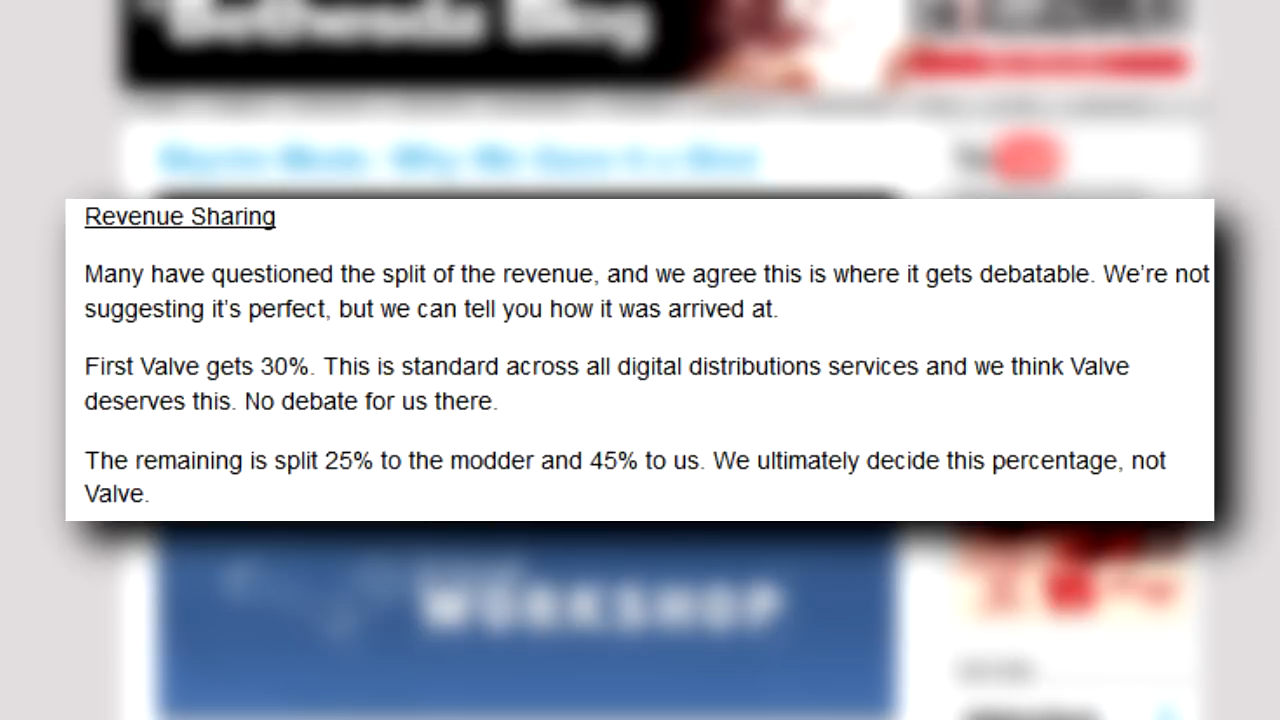 Revenue Sharing
Many have questioned the split of the revenue, and we agree this is where it gets debatable. We’re not
suggesting it’s perfect, but we can tell you how it was arrived at.
First Valve gets 30%. This is standard across all digital distributions services and we think Valve
deserves this. No debate for us there.
The remaining is split 25% to the modder and 45% to us. We ultimately decide this percentage, not
Valve.
WORKSHOP